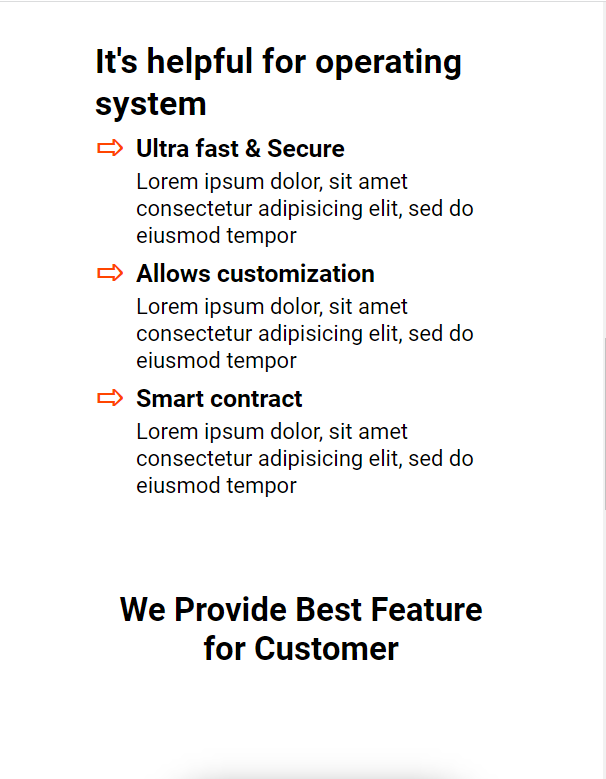 It's helpful for operating
system
Ultra fast & Secure
Lorem ipsum dolor, sit amet
consectetur adipisicing elit, sed do
eiusmod tempor
Allows customization
Lorem ipsum dolor, sit amet
consectetur adipisicing elit, sed do
eiusmod tempor
Smart contract
Lorem ipsum dolor, sit amet
consectetur adipisicing elit, sed do
eiusmod tempor
We Provide Best Feature
for Customer